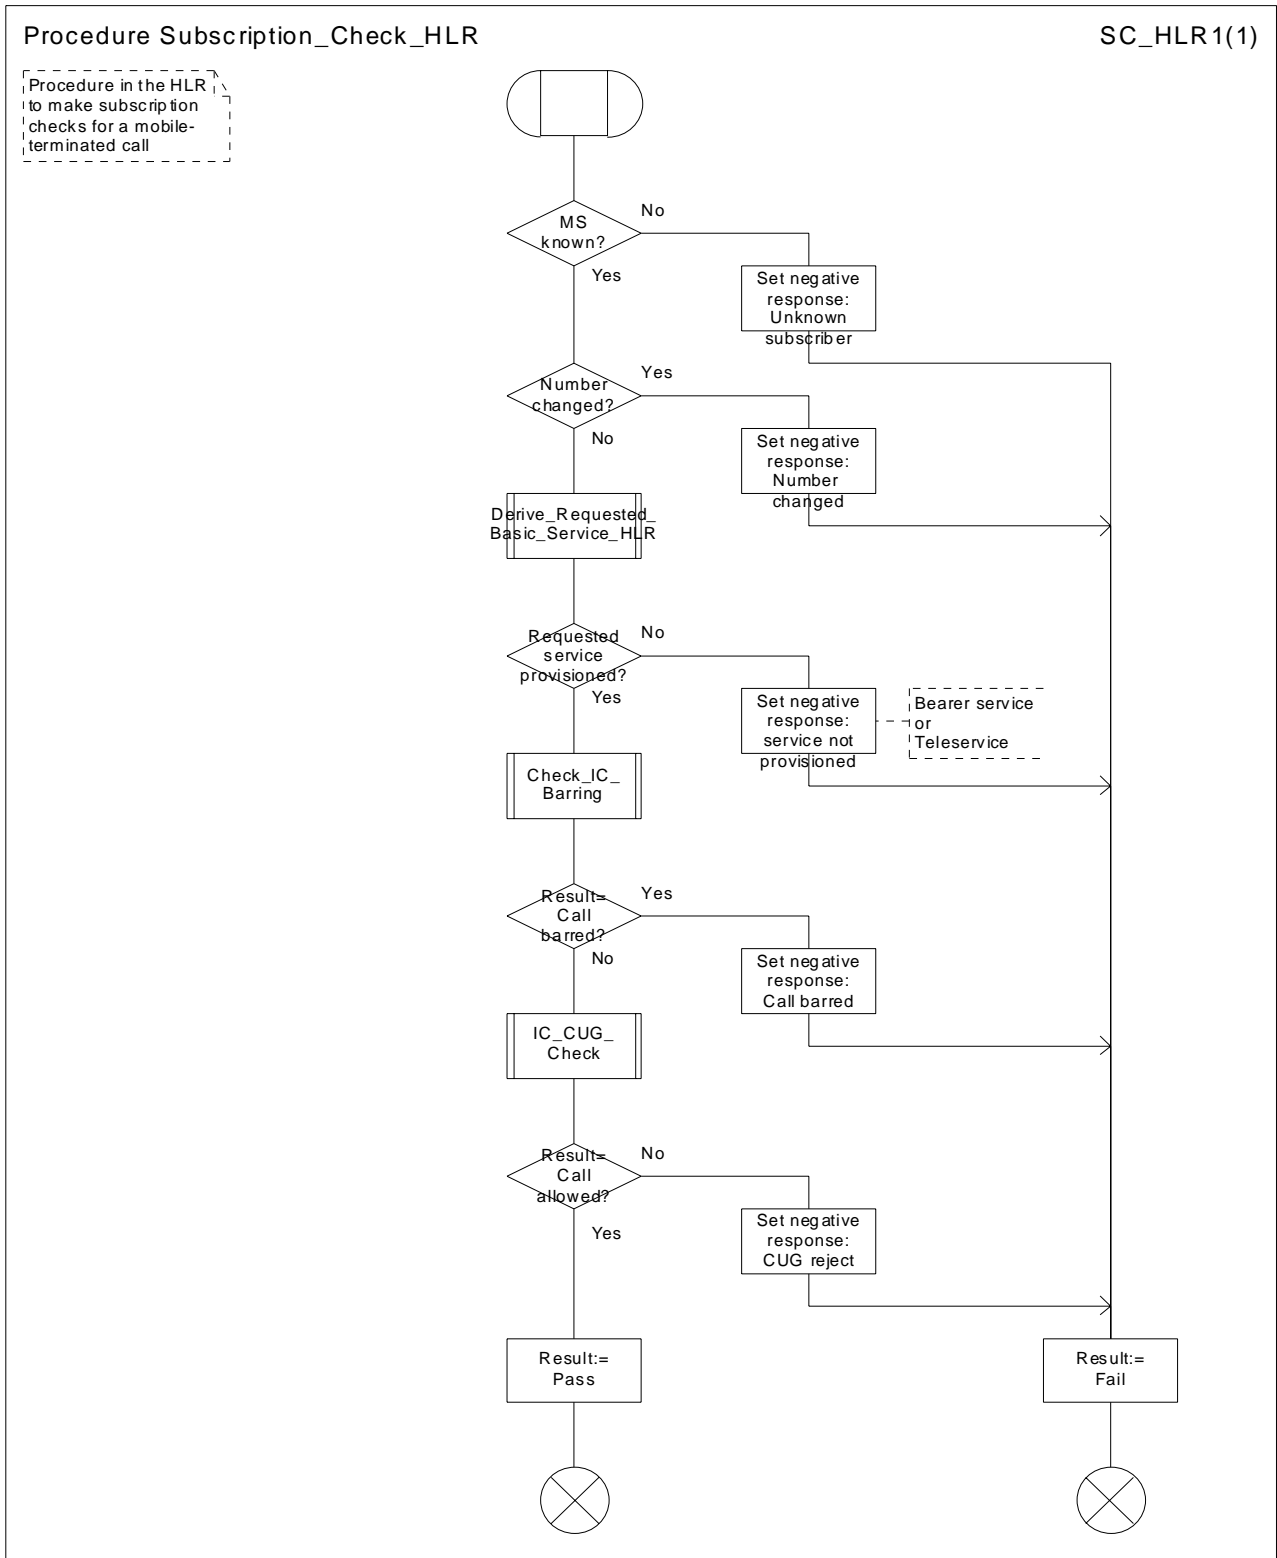 Procedure Subscription_Check_HLR
SC_HLR1(1)
Procedure in the HLR
to make subscription
checks for a mobile-
terminated call
MS
known?
No
Yes
Set negative
response:
Unknown
subscriber
Number
changed?
Yes
No
Set negative
response:
Number
changed
Derive_Requested_
Basic_Service_HLR
Requested
service
provisioned?
No
Yes
Set negative
response:
service not
provisioned
Bearer service
or
Teleservice
Check_IC_
Barring
Result=
Call
barred?
Yes
No
Set negative
response:
Call barred
IC_CUG_
Check
Result=
Call
allowed?
No
Yes
Set negative
response:
CUG reject
Result:=
Pass
Result:=
Fail